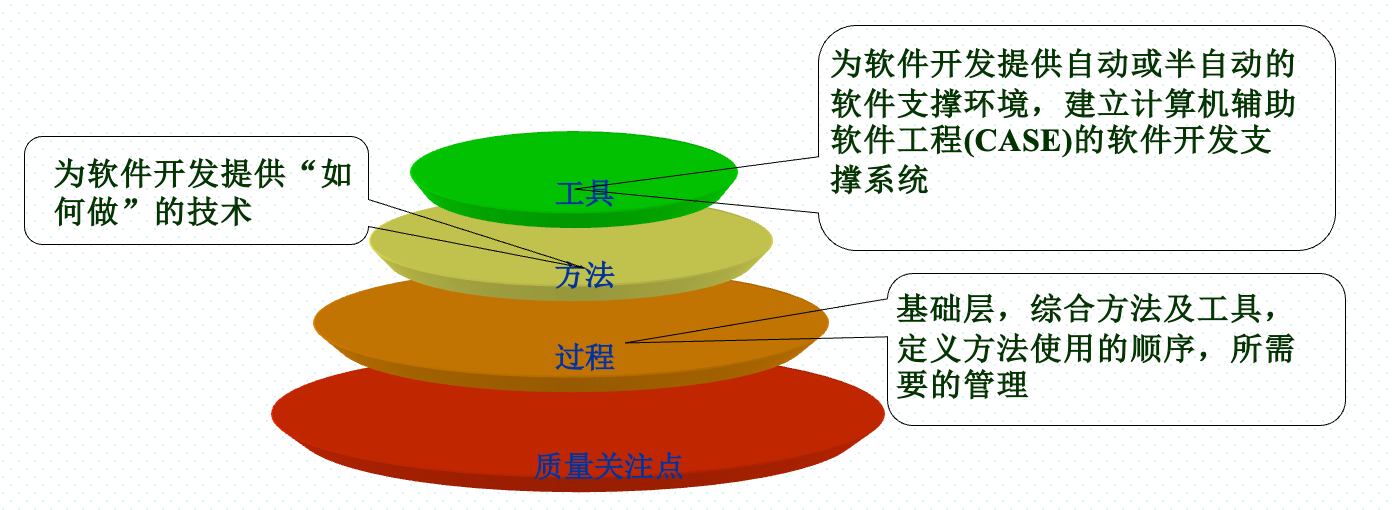 为软件开发提供自动或半自动的
软件支撑环境，建立计算机辅助
软件工程(CASE)的软件开发支
撑系统
为软件开发提供“如
何做”的技术
工具
方法
基础层，综合方法及工具，
定义方法使用的顺序，所需
要的管理
过程
质量关注点